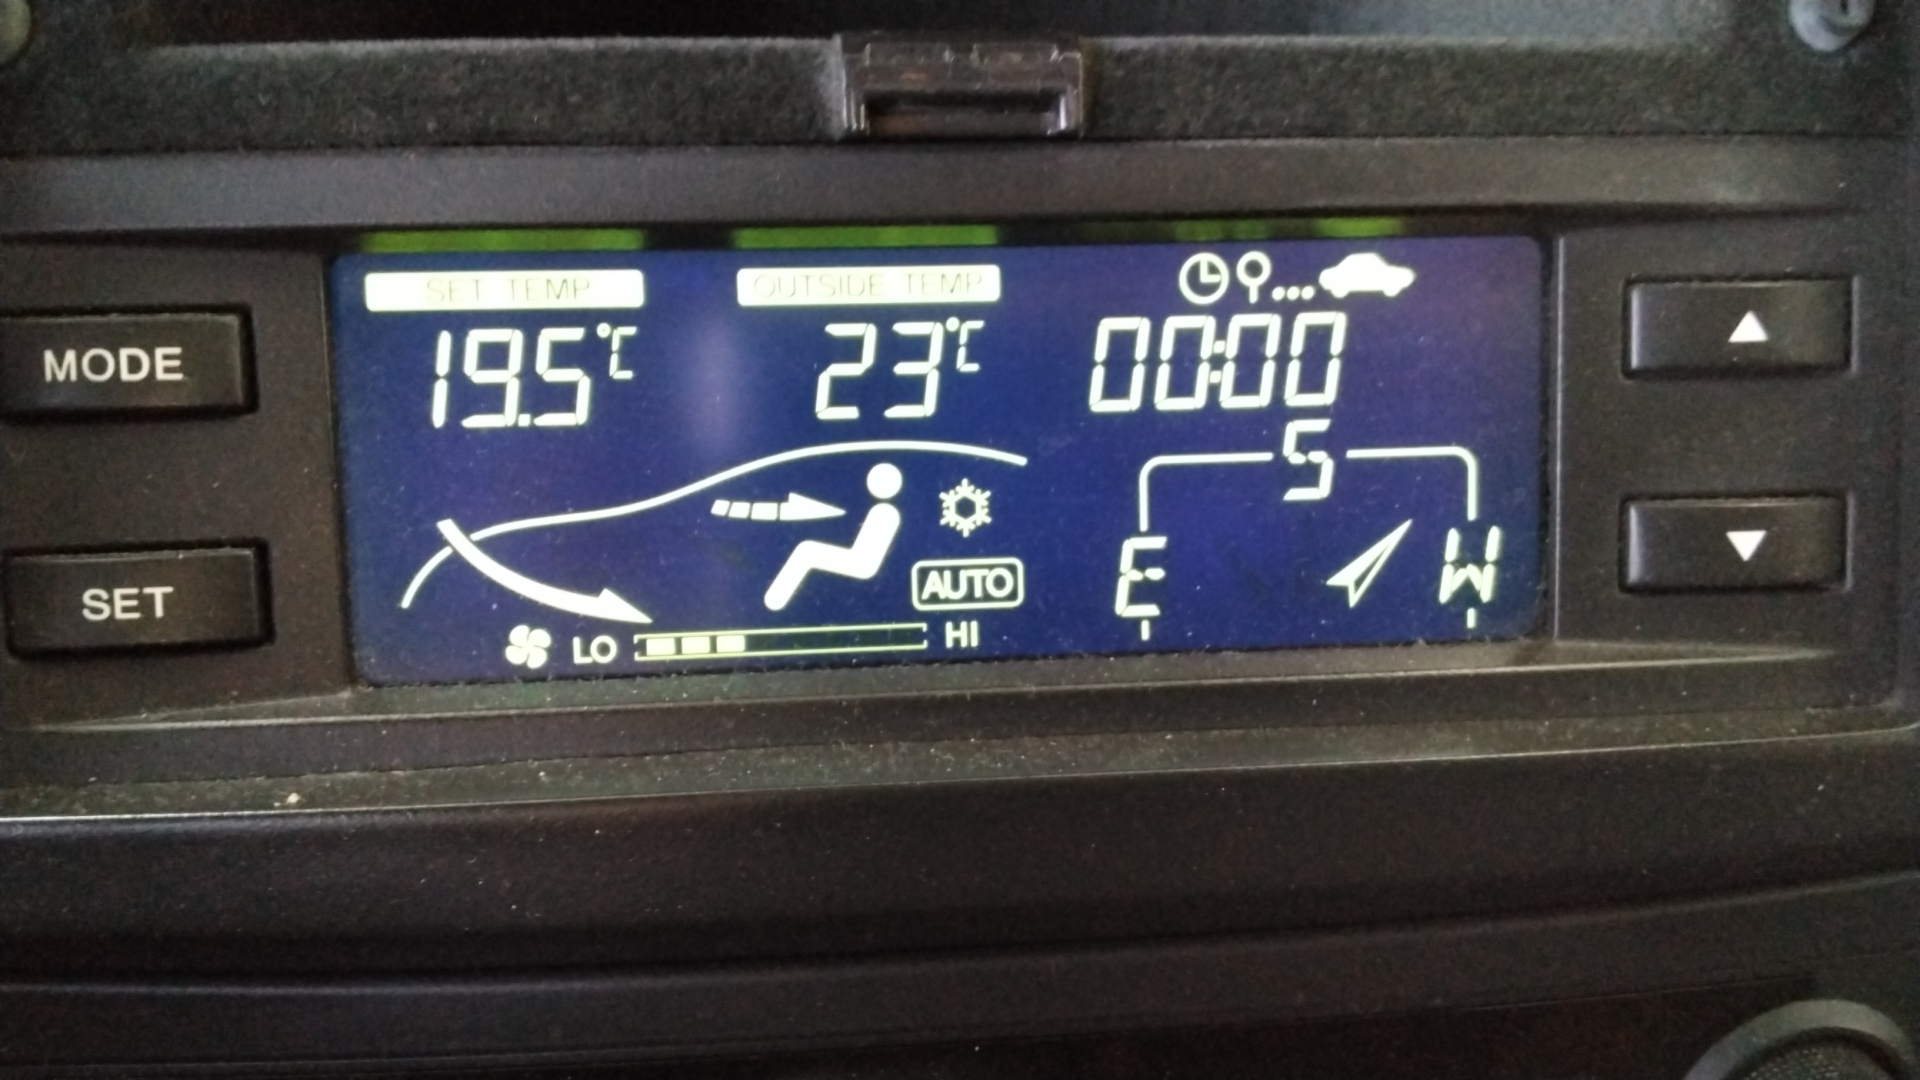 SET TEMP
OUTSIDE TEMP
19.5°C
23°C
00:00
MODE
S
E
W
AUTO
SET
LO
HI